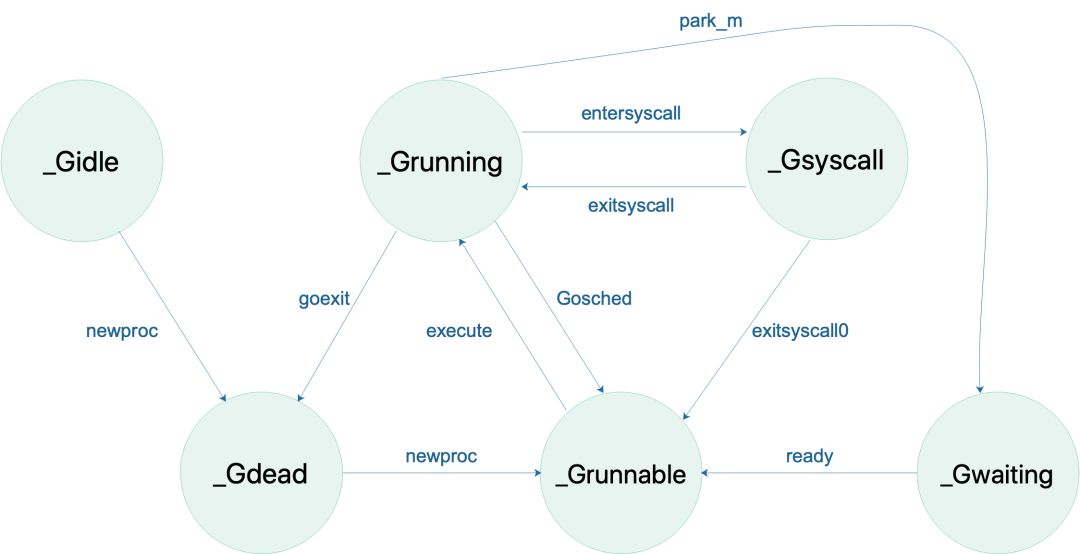 park_m
entersyscall
_Gidle
_Grunning
_Gsyscall
exitsyscall
goexit
Gosched
newproc
execute
exitsyscall0
newproc
ready
_Gdead
_Grunnable
_Gwaiting